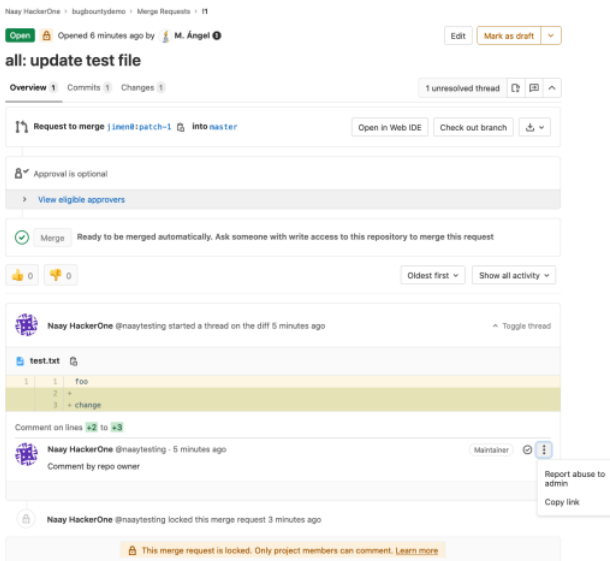 Naay HackerOne > bugbountydemo > Merge Requests > !1
Open Opened 6 minutes ago by M. Ángel
Edit Mark as draft
all: update test file
Overview 1 Commits 1 Changes 1
1 unresolved thread
Request to merge jimen0:patch-1 into master
Open in Web IDE Check out branch
Approval is optional
> View eligible approvers
Merge Ready to be merged automatically. Ask someone with write access to this repository to merge this request
0 0
Oldest first Show all activity
Naay HackerOne @naaytesting started a thread on the diff 5 minutes ago
Toggle thread
test.txt
1 1 foo
2 +
3 + change
Comment on lines +2 to +3
Naay HackerOne @naaytesting · 5 minutes ago
Maintainer
Comment by repo owner
Report abuse to
admin
Copy link
Naay HackerOne @naaytesting locked this merge request 3 minutes ago
This merge request is locked. Only project members can comment. Learn more